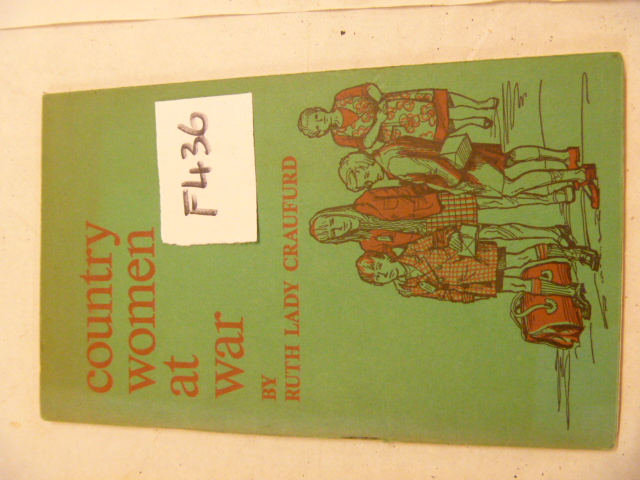 country
women
at
war
BY
RUTH LADY CRAUFURD
F436